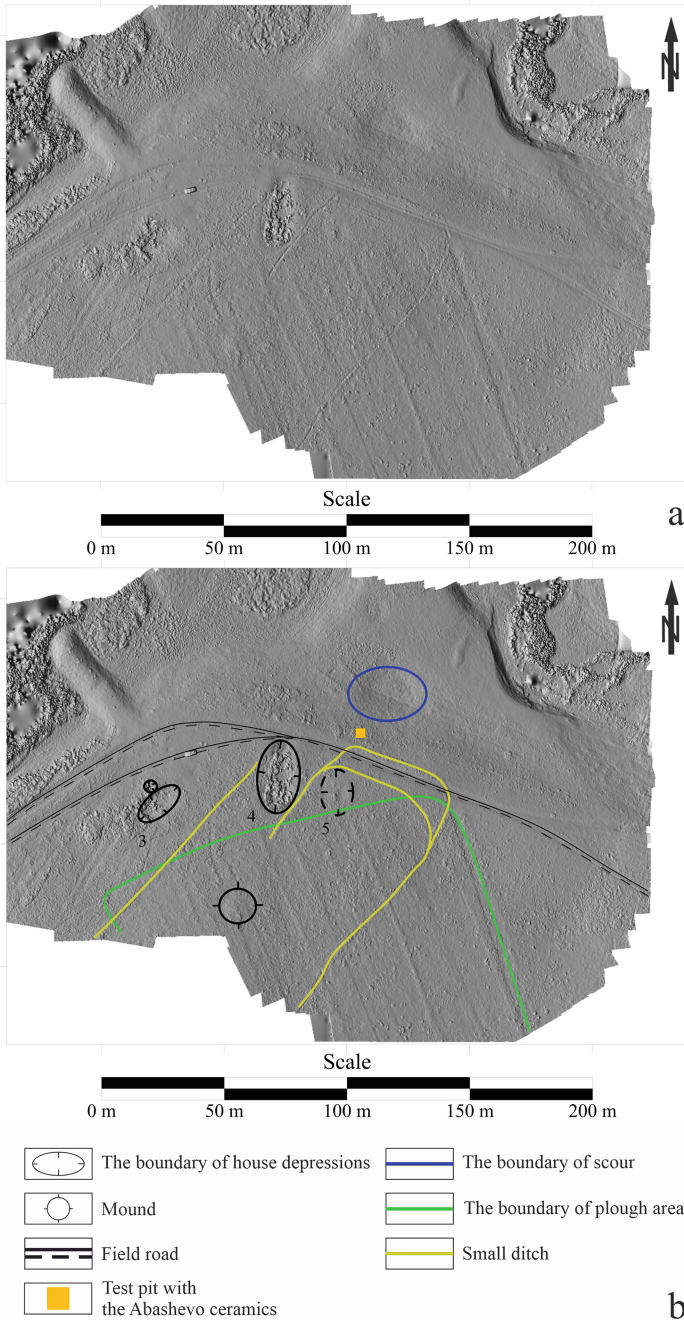 N
Scale
a
0 m 50 m 100 m 150 m 200 m
N
3
4
5
Scale
0 m 50 m 100 m 150 m 200 m
The boundary of house depressions
The boundary of scour
Mound
The boundary of plough area
Field road
Small ditch
Test pit with
the Abashevo ceramics
b